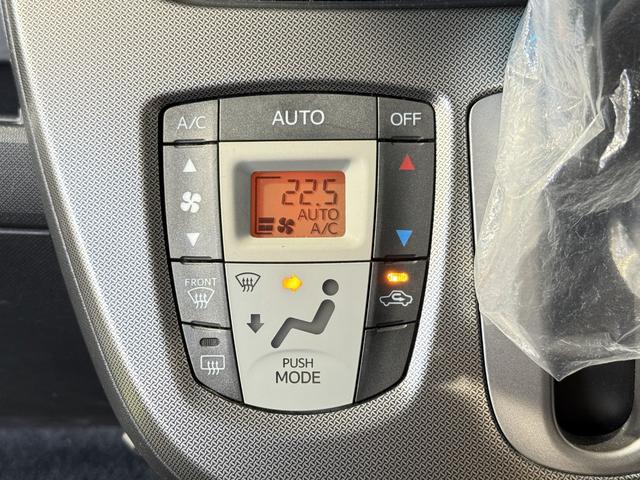 A/C AUTO OFF
22.5
AUTO
A/C
FRONT
PUSH
MODE